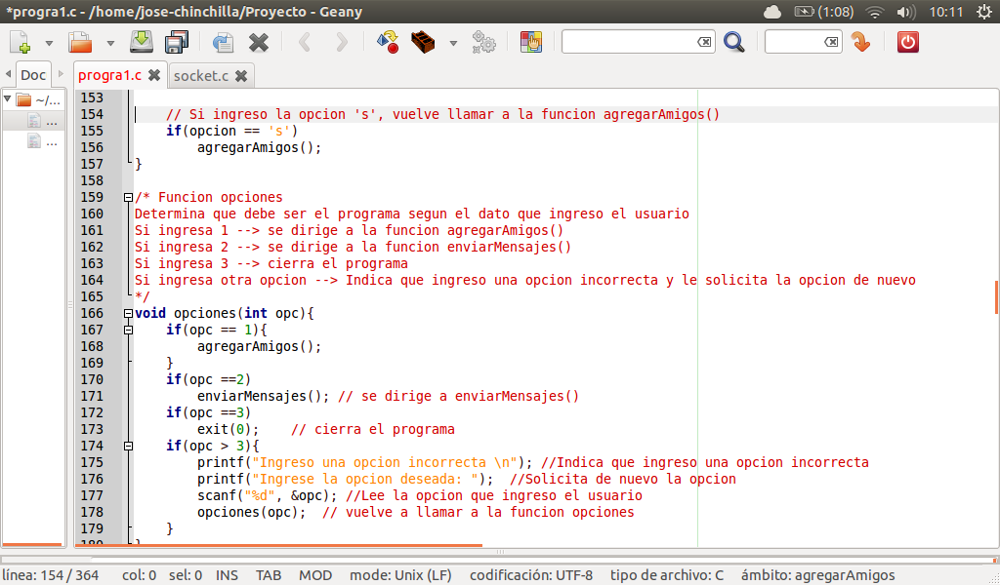 *progra1.c - /home/jose-chinchilla/Proyecto - Geany
(1:08)
10:11
Doc
progra1.c
socket.c
~/...
...
...
153
154 // Si ingreso la opcion 's', vuelve llamar a la funcion agregarAmigos()
155 if(opcion == 's')
156 agregarAmigos();
157 }
158
159 /* Funcion opciones
160 Determina que debe ser el programa segun el dato que ingreso el usuario
161 Si ingresa 1 --> se dirige a la funcion agregarAmigos()
162 Si ingresa 2 --> se dirige a la funcion enviarMensajes()
163 Si ingresa 3 --> cierra el programa
164 Si ingresa otra opcion --> Indica que ingreso una opcion incorrecta y le solicita la opcion de nuevo
165 */
166 void opciones(int opc){
167 if(opc == 1){
168 agregarAmigos();
169 }
170 if(opc ==2)
171 enviarMensajes(); // se dirige a enviarMensajes()
172 if(opc ==3)
173 exit(0); // cierra el programa
174 if(opc > 3){
175 printf("Ingreso una opcion incorrecta \n"); //Indica que ingreso una opcion incorrecta
176 printf("Ingrese la opcion deseada: "); //Solicita de nuevo la opcion
177 scanf("%d", &opc); //Lee la opcion que ingreso el usuario
178 opciones(opc); // vuelve a llamar a la funcion opciones
179 }
180 }
línea: 154 / 364 col: 0 sel: 0 INS TAB MOD mode: Unix (LF) codificación: UTF-8 tipo de archivo: C ámbito: agregarAmigos